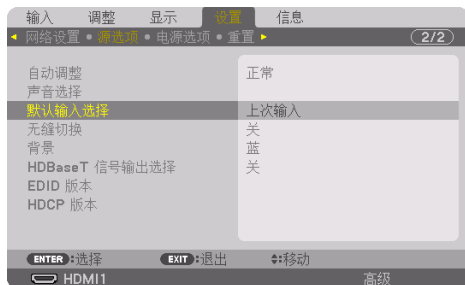 输入 调整 显示 设置 信息
网络设置 • 源选项 • 电源选项 • 重置 2/2
自动调整 正常
声音选择
默认输入选择 上次输入
无缝切换 关
背景 蓝
HDBaseT 信号输出选择 关
EDID 版本
HDCP 版本
ENTER :选择 EXIT :退出 :移动
HDMI1 高级